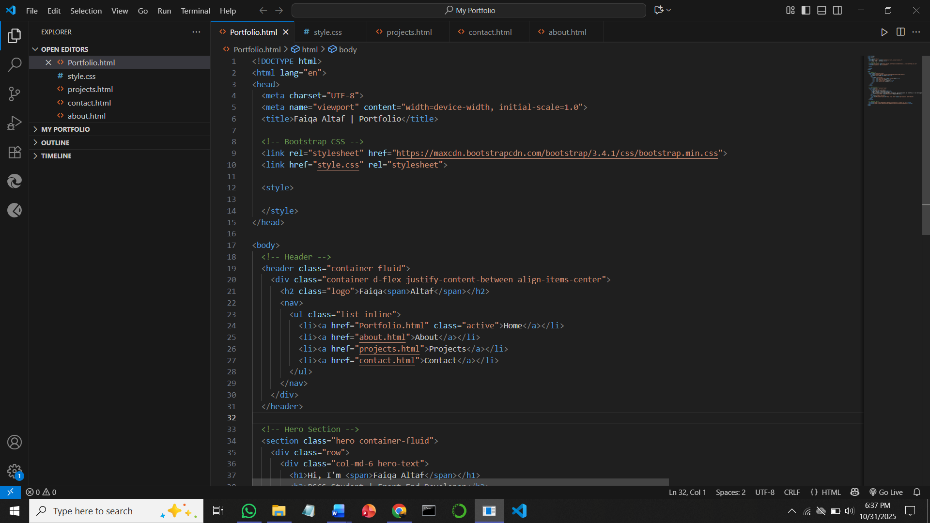 File Edit Selection View Go Run Terminal Help
My Portfolio
EXPLORER
OPEN EDITORS
Portfolio.html
style.css
projects.html
contact.html
about.html
MY PORTFOLIO
OUTLINE
TIMELINE
Portfolio.html style.css projects.html contact.html about.html
Portfolio.html > html > body
1 <!DOCTYPE html>
2 <html lang="en">
3 <head>
4 <meta charset="UTF-8">
5 <meta name="viewport" content="width=device-width, initial-scale=1.0">
6 <title>Faiqa Altaf | Portfolio</title>
7
8 <!-- Bootstrap CSS -->
9 <link rel="stylesheet" href="https://maxcdn.bootstrapcdn.com/bootstrap/3.4.1/css/bootstrap.min.css">
10 <link href="style.css" rel="stylesheet">
11
12 <style>
13
14 </style>
15 </head>
16
17 <body>
18 <!-- Header -->
19 <header class="container fluid">
20 <div class="container d-flex justify-content-between align-items-center">
21 <h2 class="logo">Faiqa<span>Altaf</span></h2>
22 <nav>
23 <ul class="list inline">
24 <li><a href="Portfolio.html" class="active">Home</a></li>
25 <li><a href="about.html">About</a></li>
26 <li><a href="projects.html">Projects</a></li>
27 <li><a href="contact.html">Contact</a></li>
28 </ul>
29 </nav>
30 </div>
31 </header>
32
33 <!-- Hero Section -->
34 <section class="hero container-fluid">
35 <div class="row">
36 <div class="col-md-6 hero-text">
37 <h1>Hi, I'm <span>Faiqa Altaf</span></h1>
0 0
Ln 32, Col 1 Spaces: 2 UTF-8 CRLF {} HTML Go Live
Type here to search
6:37 PM
10/31/2025